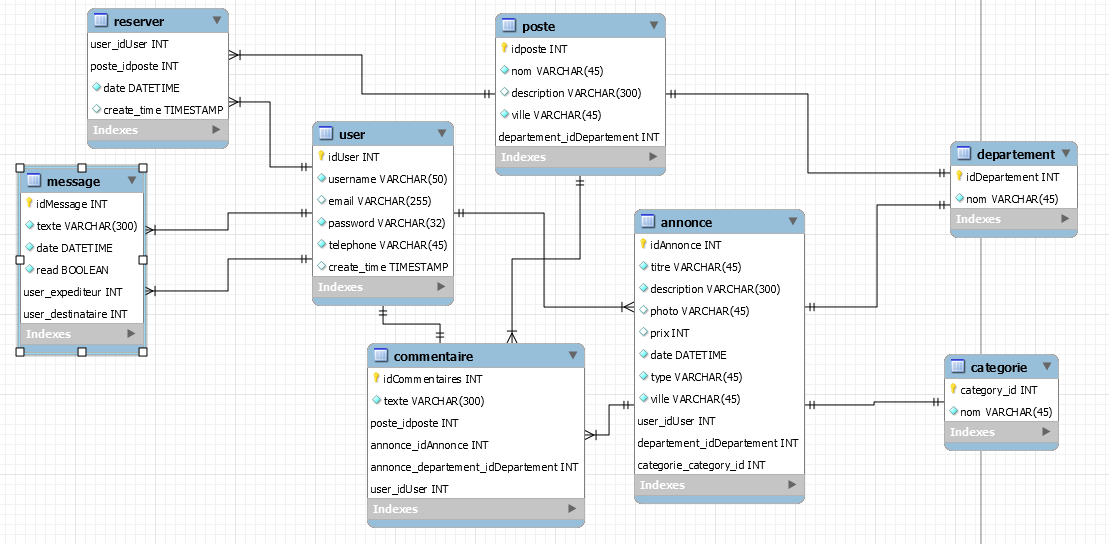 reserver
user_idUser INT
poste_idposte INT
date DATETIME
create_time TIMESTAMP
Indexes
poste
idposte INT
nom VARCHAR(45)
description VARCHAR(300)
ville VARCHAR(45)
departement_idDepartement INT
Indexes
user
idUser INT
username VARCHAR(50)
email VARCHAR(255)
password VARCHAR(32)
telephone VARCHAR(45)
create_time TIMESTAMP
Indexes
departement
idDepartement INT
nom VARCHAR(45)
Indexes
message
idMessage INT
texte VARCHAR(300)
date DATETIME
read BOOLEAN
user_expediteur INT
user_destinataire INT
Indexes
annonce
idAnnonce INT
titre VARCHAR(45)
description VARCHAR(300)
photo VARCHAR(45)
prix INT
date DATETIME
type VARCHAR(45)
ville VARCHAR(45)
user_idUser INT
departement_idDepartement INT
categorie_category_id INT
Indexes
commentaire
idCommentaires INT
texte VARCHAR(300)
poste_idposte INT
annonce_idAnnonce INT
annonce_departement_idDepartement INT
user_idUser INT
Indexes
categorie
category_id INT
nom VARCHAR(45)
Indexes